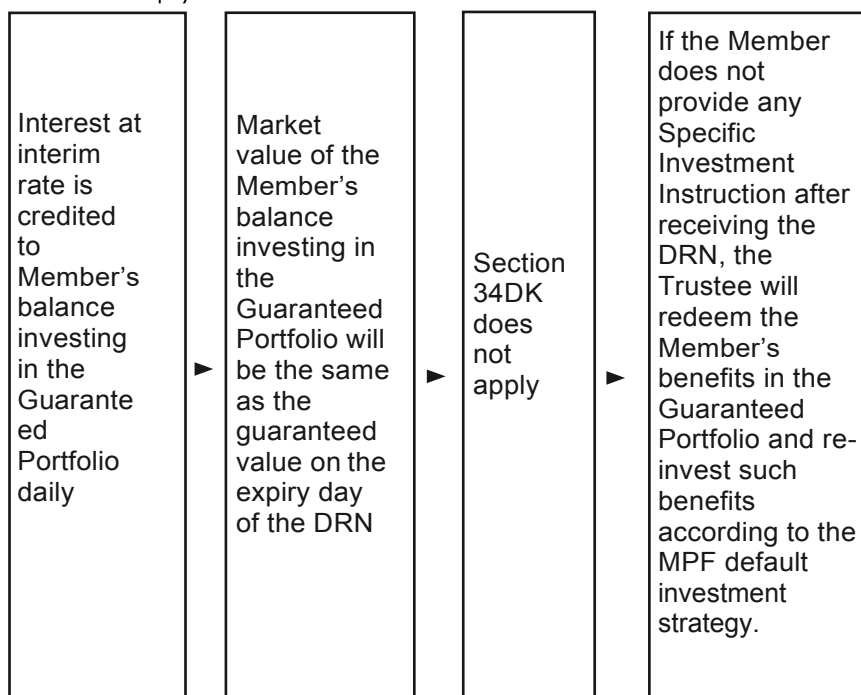 Interest at
interim
rate is
credited
to
Member's
balance
investing
in the
Guarante
ed
Portfolio
daily
►
Market
value of the
Member's
balance
investing in
the
Guaranteed
Portfolio will
be the same
as the
guaranteed
value on the
expiry day
of the DRN
►
Section
34DK
does
not
apply
►
If the Member
does not
provide any
Specific
Investment
Instruction after
receiving the
DRN, the
Trustee will
redeem the
Member's
benefits in the
Guaranteed
Portfolio and re-
invest such
benefits
according to the
MPF default
investment
strategy.